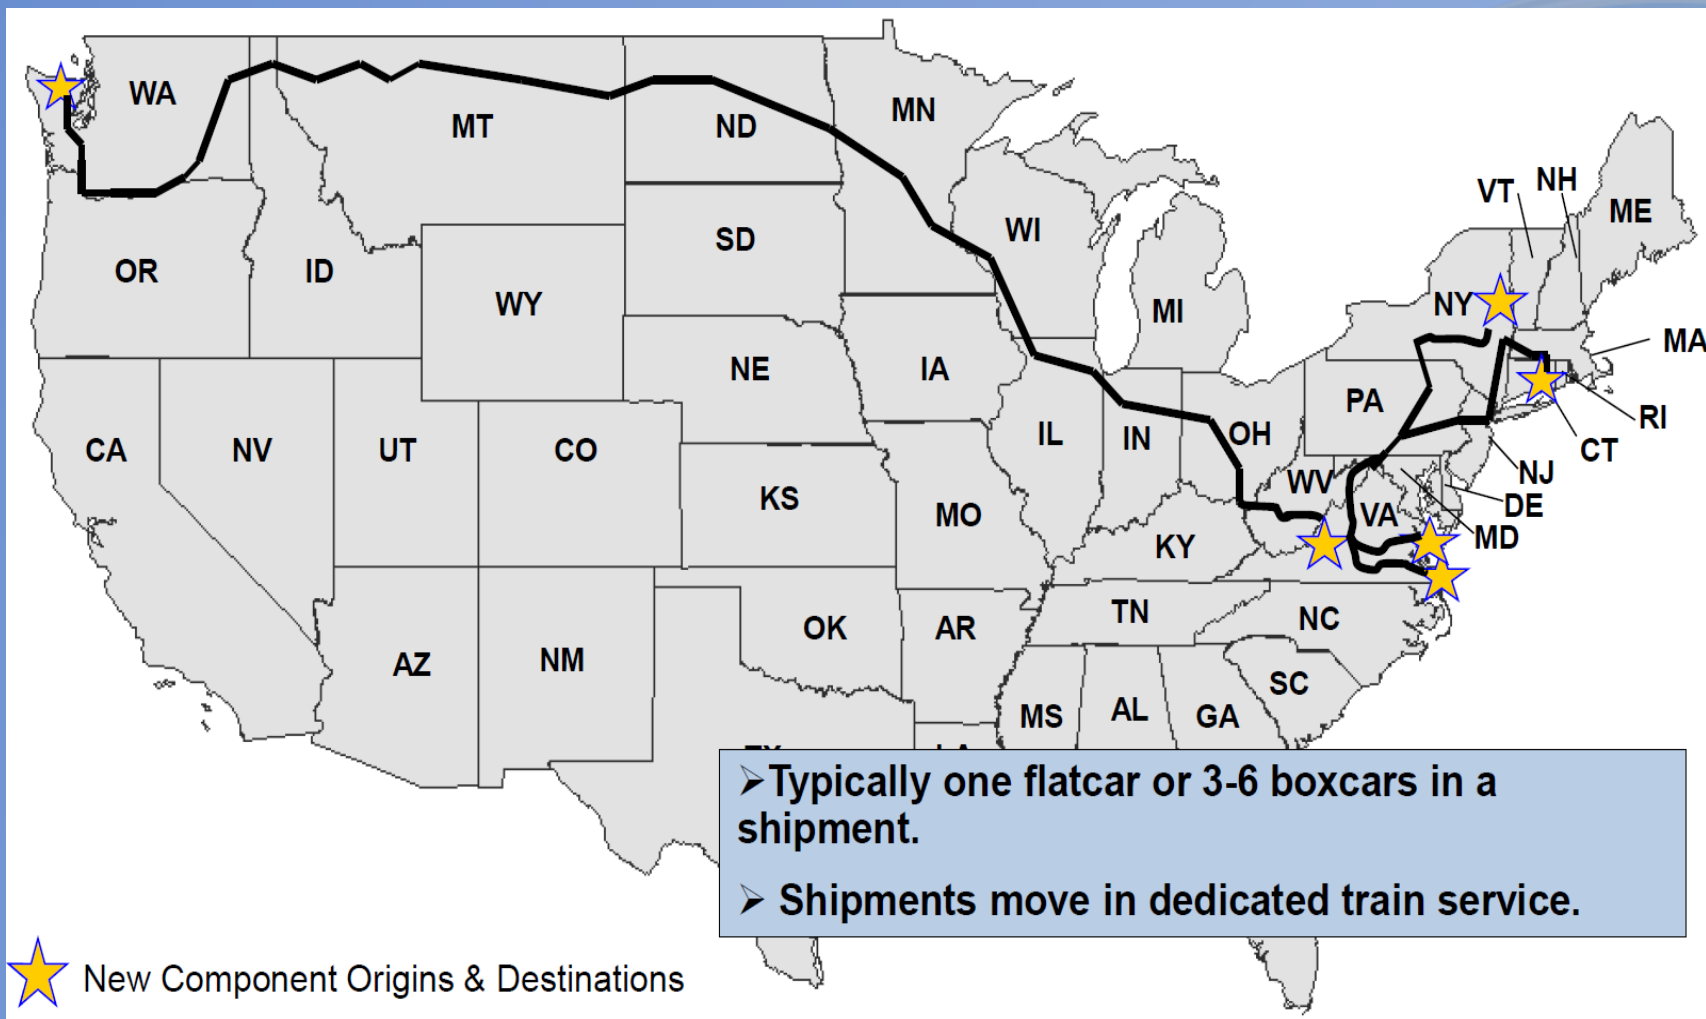 WA
MT
ND
MN
VT
NH
ME
WI
SD
OR
ID
WY
NY
MI
MA
NE
IA
PA
RI
CA
NV
UT
CO
IL
IN
OH
CT
NJ
KS
WV
DE
MO
VA
MD
KY
TN
NC
OK
AR
AZ
NM
SC
MS
AL
GA
➢Typically one flatcar or 3-6 boxcars in a
shipment.
➢ Shipments move in dedicated train service.
New Component Origins & Destinations